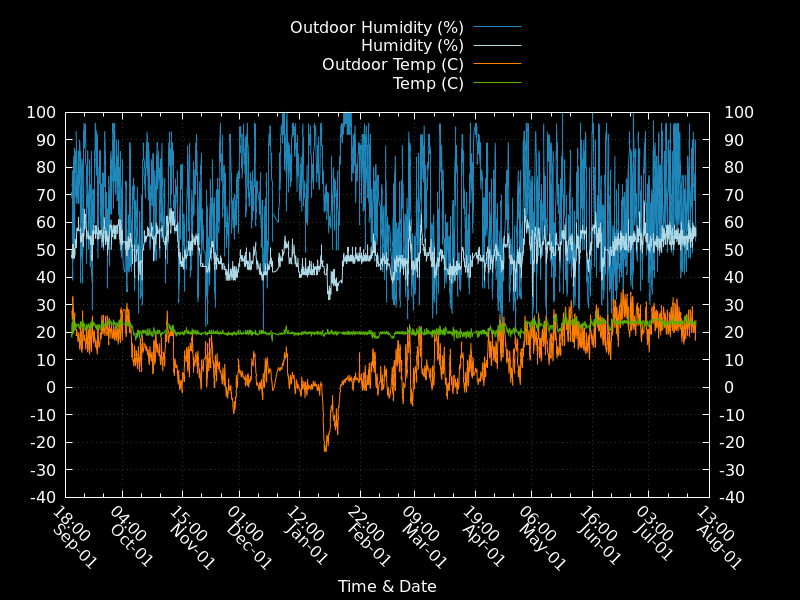 Outdoor Humidity (%)
Humidity (%)
Outdoor Temp (C)
Temp (C)
100 100
90 90
80 80
70 70
60 60
50 50
40 40
30 30
20 20
10 10
0 0
-10 -10
-20 -20
-30 -30
-40 -40
18:00 04:00 15:00 01:00 12:00 22:00 09:00 19:00 06:00 16:00 03:00 13:00
Sep-01 Oct-01 Nov-01 Dec-01 Jan-01 Feb-01 Mar-01 Apr-01 May-01 Jun-01 Jul-01 Aug-01
Time & Date